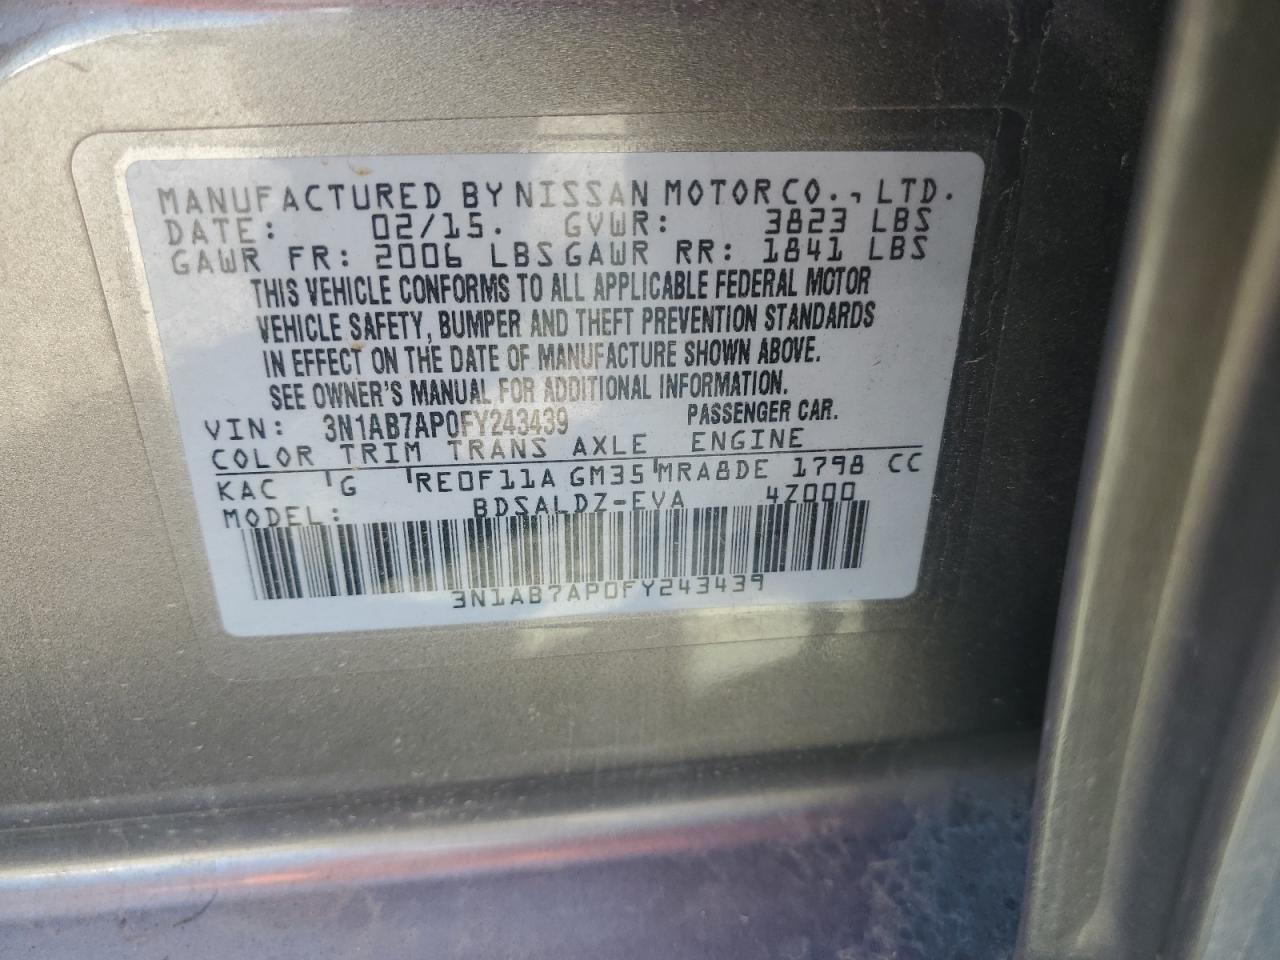 MANUFACTURED BY NISSAN MOTOR CO., LTD.
DATE: 02/15. GVWR: 3823 LBS
GAWR FR: 2006 LBS GAWR RR: 1841 LBS
THIS VEHICLE CONFORMS TO ALL APPLICABLE FEDERAL MOTOR
VEHICLE SAFETY, BUMPER AND THEFT PREVENTION STANDARDS
IN EFFECT ON THE DATE OF MANUFACTURE SHOWN ABOVE.
SEE OWNER'S MANUAL FOR ADDITIONAL INFORMATION.
VIN: 3N1AB7AP0FY243439 PASSENGER CAR.
COLOR TRIM TRANS AXLE ENGINE
KAC G RE0F11A GM35 MRA8DE 1798 CC
MODEL: BDSALDZ-EVA 4Z000
3N1AB7AP0FY243439